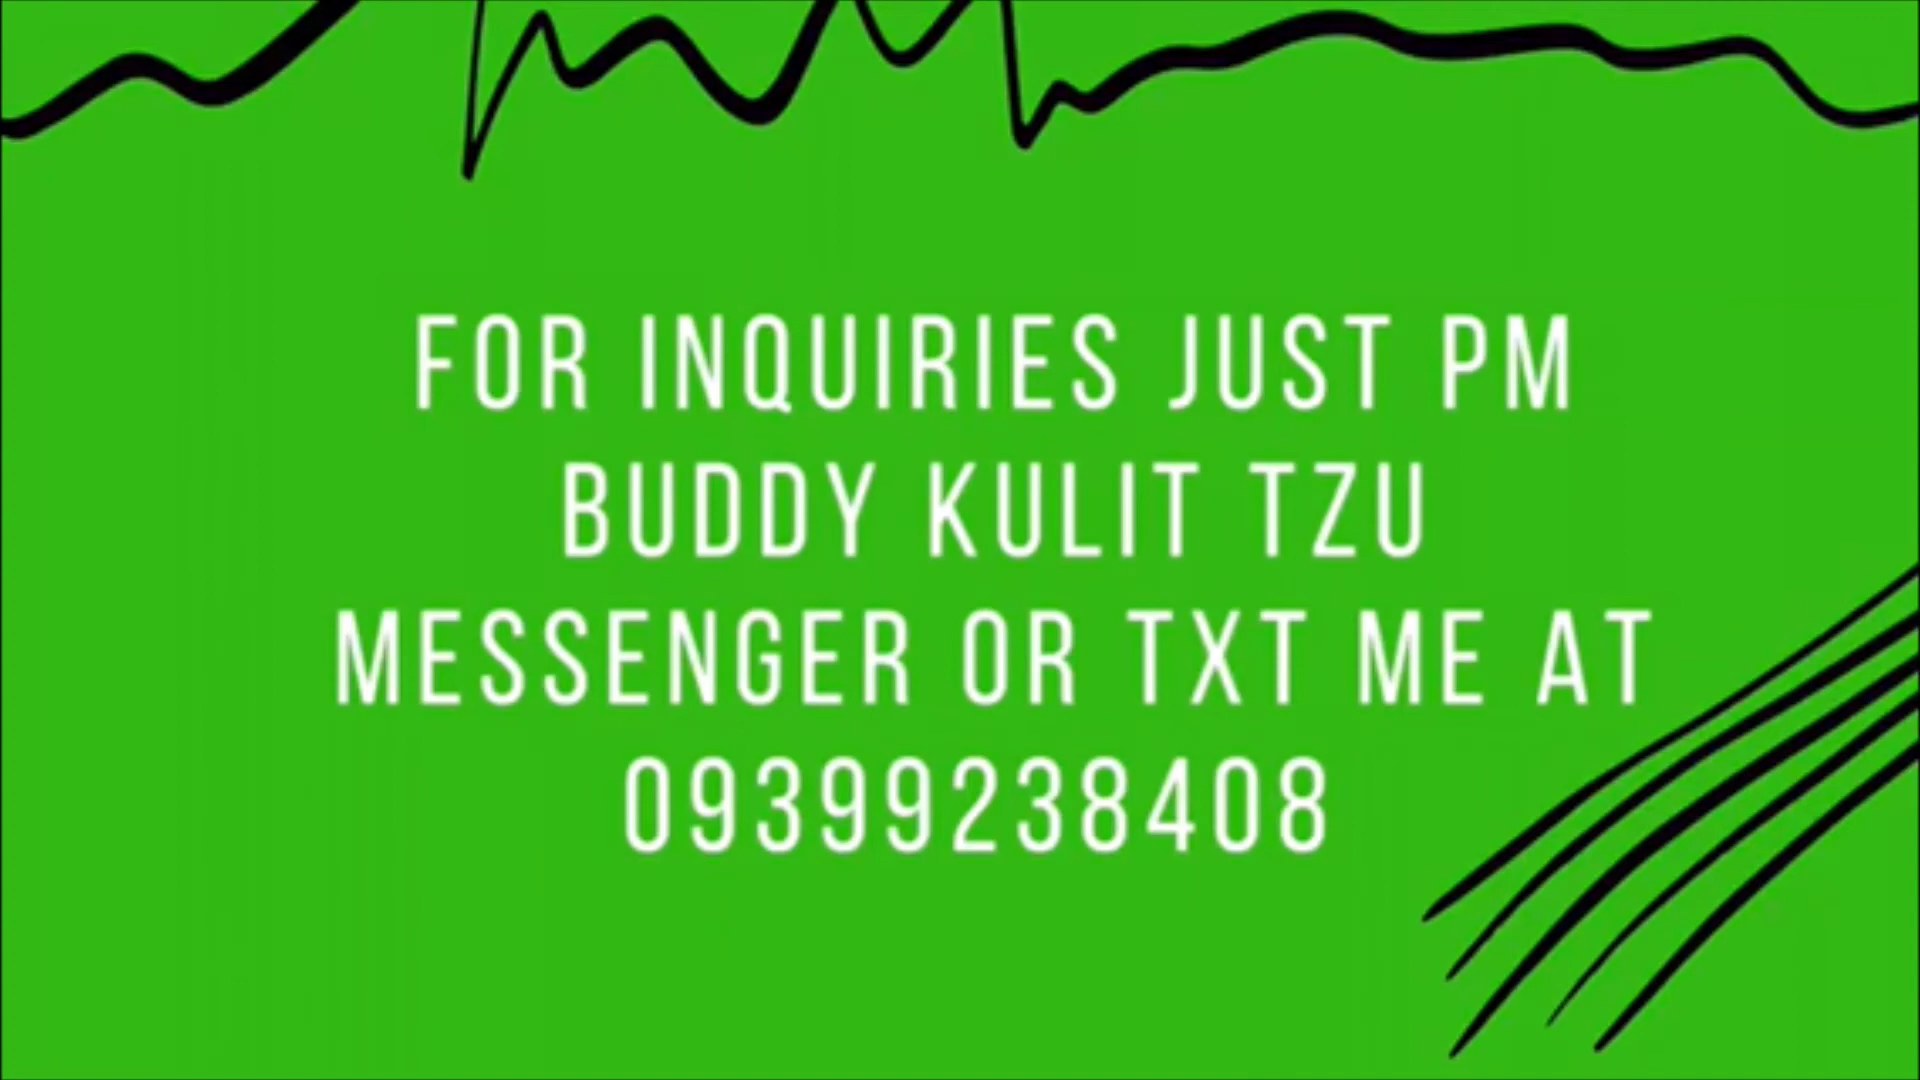 FOR INQUIRIES JUST PM
BUDDY KULIT TZU
MESSENGER OR TXT ME AT
09399238408